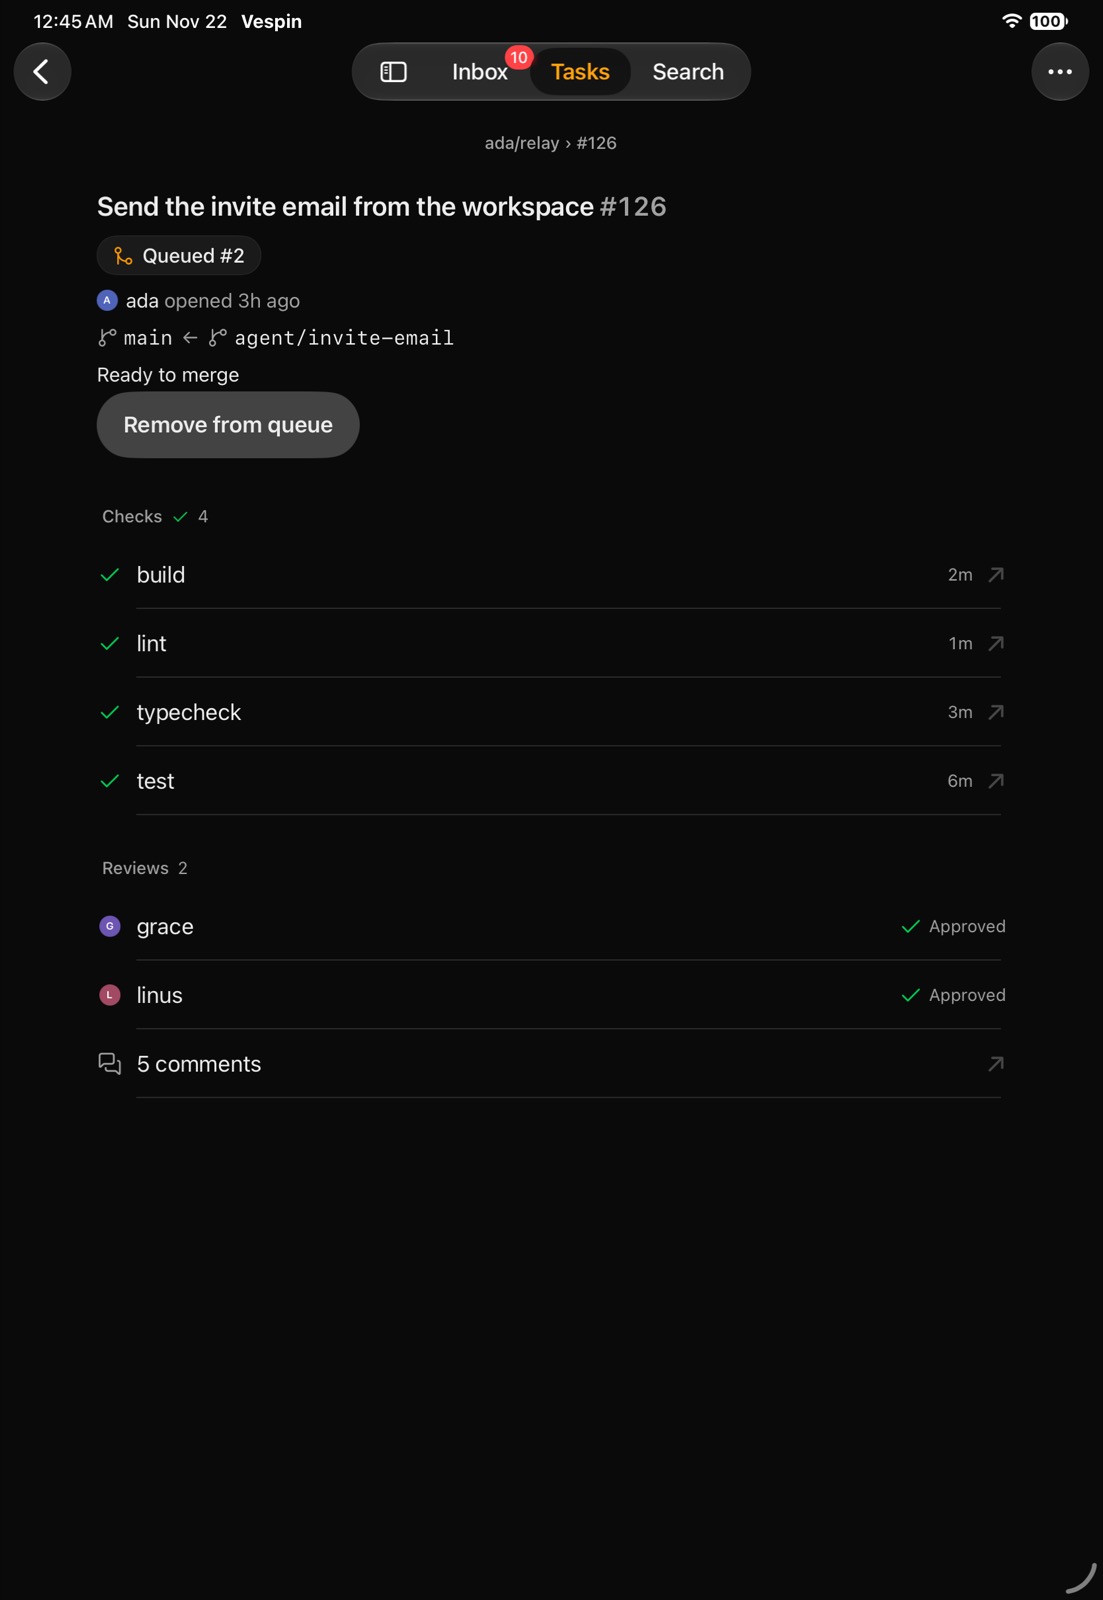 12:45 AM Sun Nov 22 Vespin
100
Inbox 10 Tasks Search
ada/relay › #126
Send the invite email from the workspace #126
Queued #2
A ada opened 3h ago
main ← agent/invite-email
Ready to merge
Remove from queue
Checks 4
build 2m
lint 1m
typecheck 3m
test 6m
Reviews 2
G grace Approved
L linus Approved
5 comments